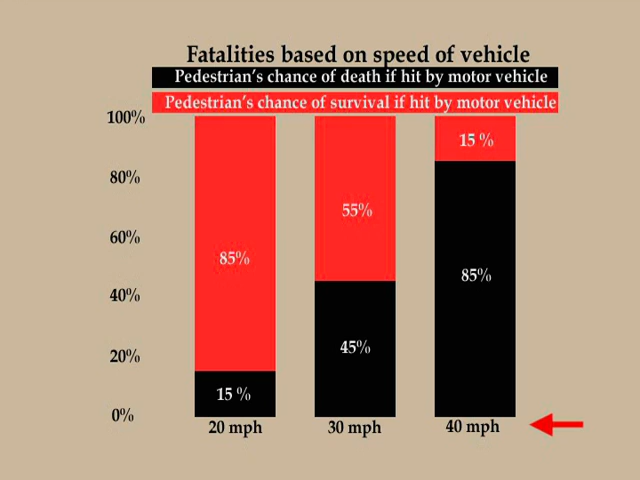 Fatalities based on speed of vehicle
Pedestrian's chance of death if hit by motor vehicle
Pedestrian's chance of survival if hit by motor vehicle
100%
15 %
80%
55%
60%
85%
85%
40%
45%
20%
15 %
0%
20 mph
30 mph
40 mph